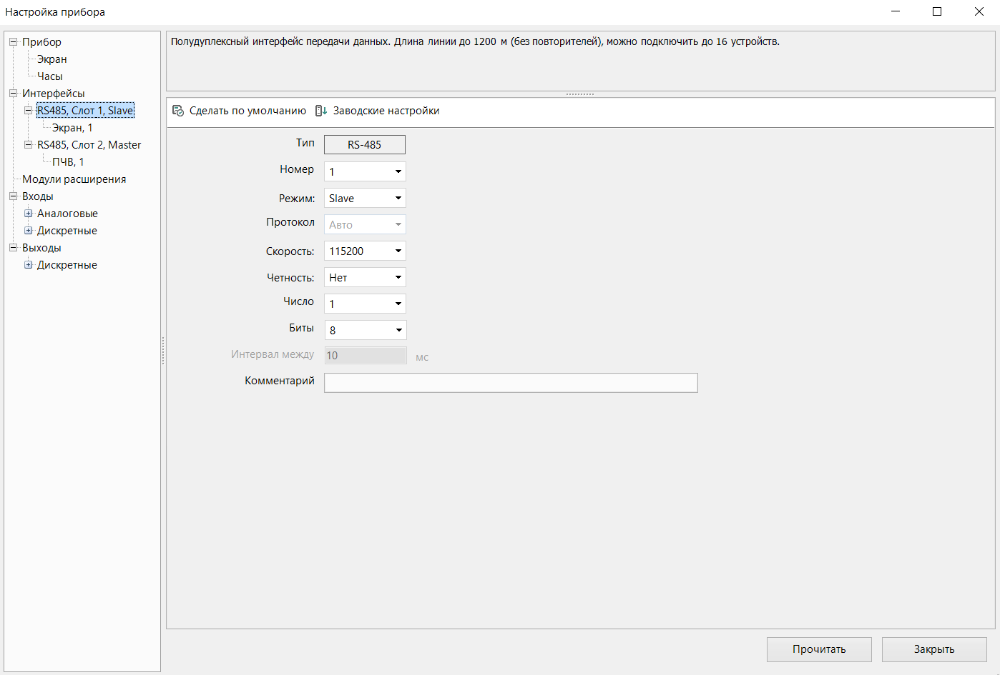 Настройка прибора
Прибор
Экран
Часы
Интерфейсы
RS485, Слот 1, Slave
Экран, 1
RS485, Слот 2, Master
ПЧВ, 1
Модули расширения
Входы
Аналоговые
Дискретные
Выходы
Дискретные
Полудуплексный интерфейс передачи данных. Длина линии до 1200 м (без повторителей), можно подключить до 16 устройств.
Сделать по умолчанию Заводские настройки
Тип RS-485
Номер 1
Режим: Slave
Протокол Авто
Скорость: 115200
Четность: Нет
Число 1
Биты 8
Интервал между 10 мс
Комментарий
Прочитать Закрыть